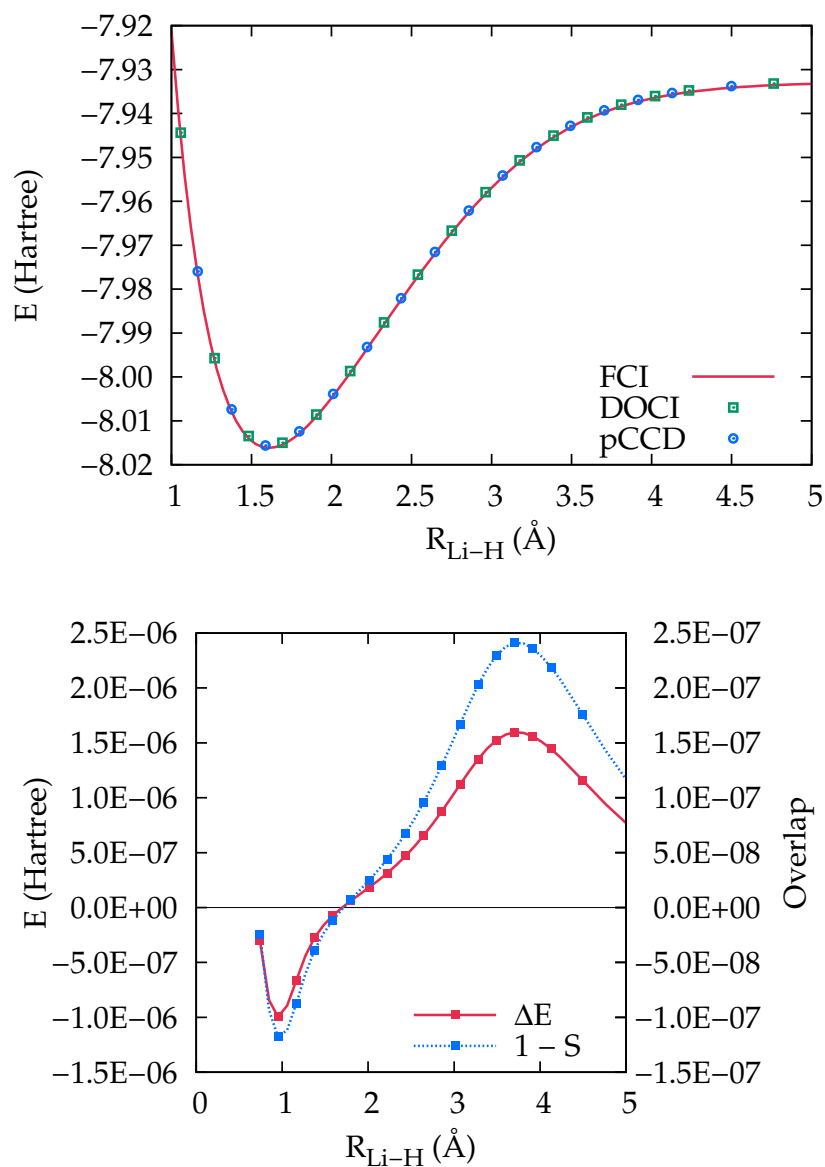 −7.92
−7.93
−7.94
−7.95
−7.96
−7.97
−7.98
−7.99
−8.00
−8.01
−8.02
E (Hartree)
FCI
DOCI
pCCD
1 1.5 2 2.5 3 3.5 4 4.5 5
R_Li−H (Å)
2.5E−06 2.5E−07
2.0E−06 2.0E−07
1.5E−06 1.5E−07
1.0E−06 1.0E−07
5.0E−07 5.0E−08
0.0E+00 0.0E+00
−5.0E−07 −5.0E−08
−1.0E−06 −1.0E−07
−1.5E−06 −1.5E−07
E (Hartree)
Overlap
ΔE
1 − S
0 1 2 3 4 5
R_Li−H (Å)